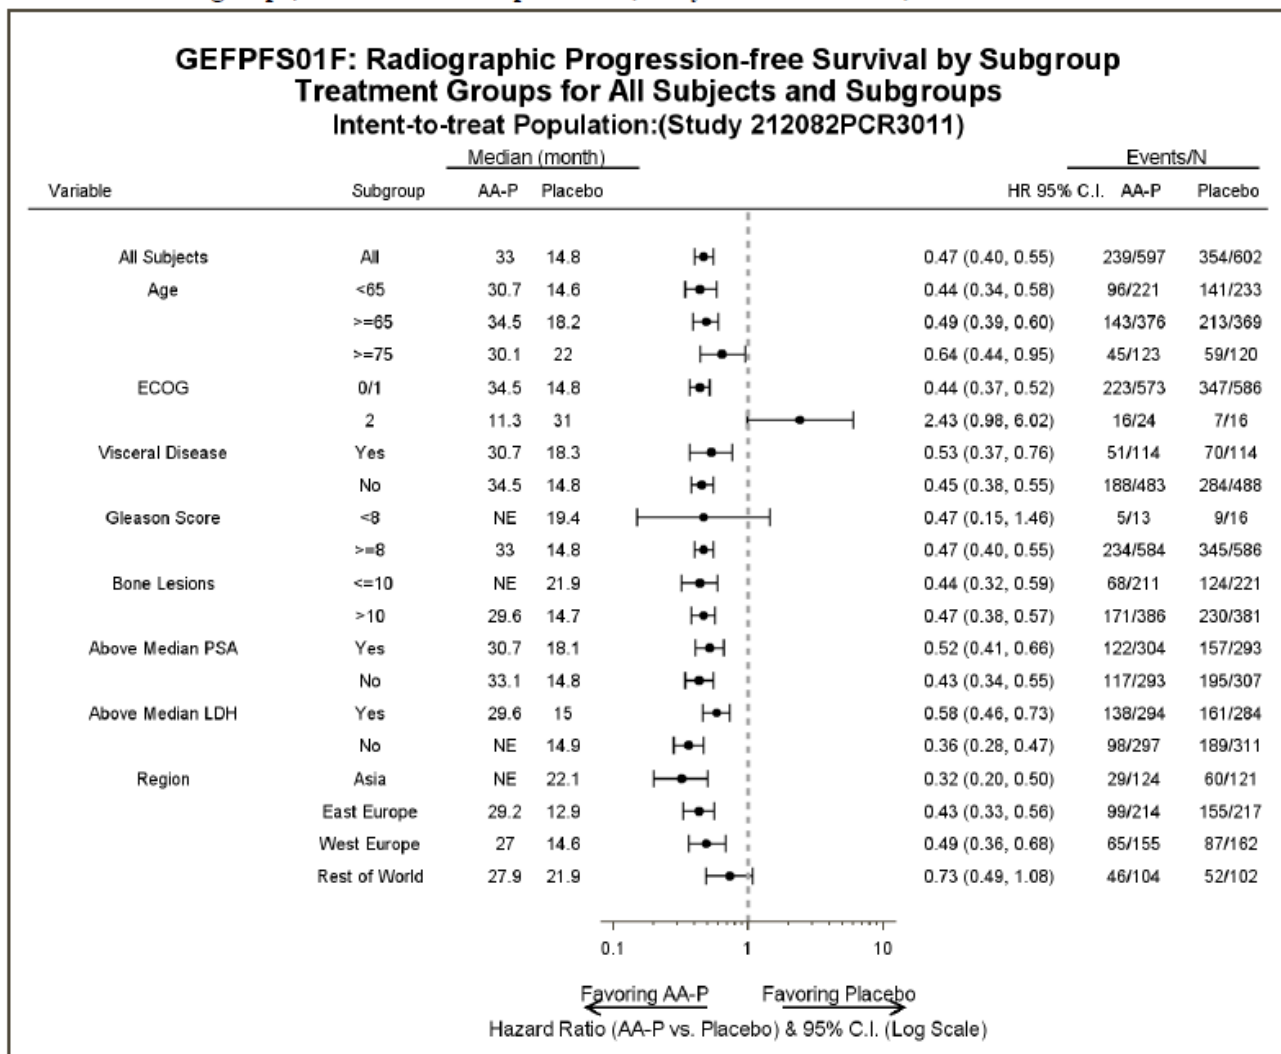 GEFPFS01F: Radiographic Progression-free Survival by Subgroup
Treatment Groups for All Subjects and Subgroups
Intent-to-treat Population:(Study 212082PCR3011)
Median (month) Events/N
Variable Subgroup AA-P Placebo HR 95% C.I. AA-P Placebo
All Subjects All 33 14.8 0.47 (0.40, 0.55) 239/597 354/602
Age <65 30.7 14.6 0.44 (0.34, 0.58) 96/221 141/233
>=65 34.5 18.2 0.49 (0.39, 0.60) 143/376 213/369
>=75 30.1 22 0.64 (0.44, 0.95) 45/123 59/120
ECOG 0/1 34.5 14.8 0.44 (0.37, 0.52) 223/573 347/586
2 11.3 31 2.43 (0.98, 6.02) 16/24 7/16
Visceral Disease Yes 30.7 18.3 0.53 (0.37, 0.76) 51/114 70/114
No 34.5 14.8 0.45 (0.38, 0.55) 188/483 284/488
Gleason Score <8 NE 19.4 0.47 (0.15, 1.46) 5/13 9/16
>=8 33 14.8 0.47 (0.40, 0.55) 234/584 345/586
Bone Lesions <=10 NE 21.9 0.44 (0.32, 0.59) 68/211 124/221
>10 29.6 14.7 0.47 (0.38, 0.57) 171/386 230/381
Above Median PSA Yes 30.7 18.1 0.52 (0.41, 0.66) 122/304 157/293
No 33.1 14.8 0.43 (0.34, 0.55) 117/293 195/307
Above Median LDH Yes 29.6 15 0.58 (0.46, 0.73) 138/294 161/284
No NE 14.9 0.36 (0.28, 0.47) 98/297 189/311
Region Asia NE 22.1 0.32 (0.20, 0.50) 29/124 60/121
East Europe 29.2 12.9 0.43 (0.33, 0.56) 99/214 155/217
West Europe 27 14.6 0.49 (0.36, 0.68) 65/155 87/162
Rest of World 27.9 21.9 0.73 (0.49, 1.08) 46/104 52/102
0.1 1 10
Favoring AA-P Favoring Placebo
Hazard Ratio (AA-P vs. Placebo) & 95% C.I. (Log Scale)